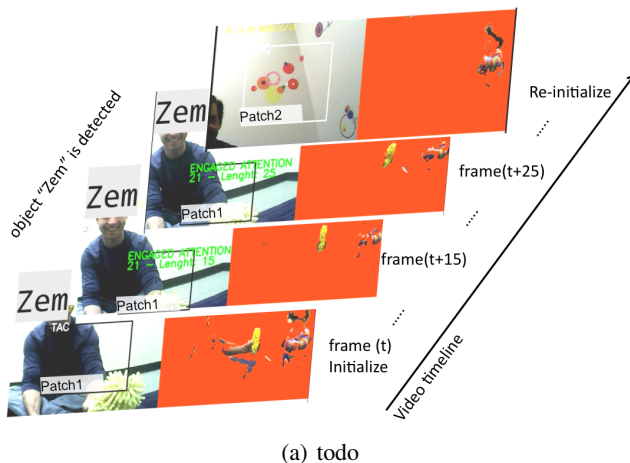 Patch2
Re-initialize
object "Zem" is detected
Zem
ENGAGED ATTENTION
21 - Lenght: 25
Patch1
frame(t+25)
Zem
ENGAGED ATTENTION
21 - Lenght: 15
Patch1
frame(t+15)
Zem
TAC
Patch1
frame (t)
Initialize
Video timeline
(a) todo